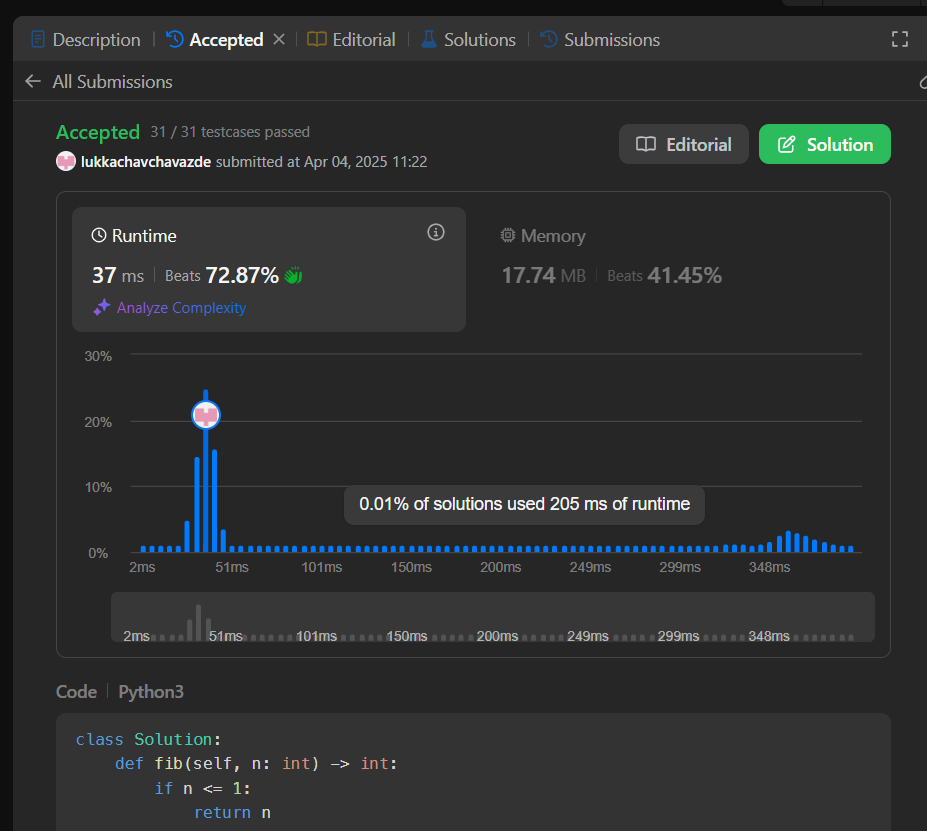 Description | Accepted × | Editorial | Solutions | Submissions
← All Submissions
Accepted 31 / 31 testcases passed
lukkachavchavazde submitted at Apr 04, 2025 11:22
Editorial
Solution
Runtime
37 ms | Beats 72.87%
Analyze Complexity
Memory
17.74 MB | Beats 41.45%
30%
20%
10%
0%
0.01% of solutions used 205 ms of runtime
2ms 51ms 101ms 150ms 200ms 249ms 299ms 348ms
2ms 51ms 101ms 150ms 200ms 249ms 299ms 348ms
Code | Python3
class Solution:
    def fib(self, n: int) -> int:
        if n <= 1:
            return n